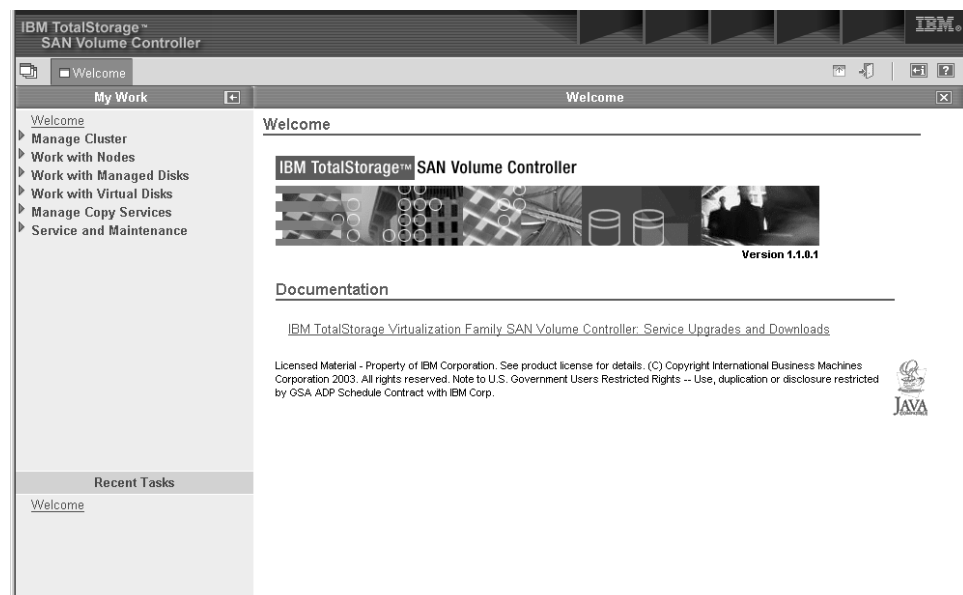 IBM TotalStorage™
SAN Volume Controller
IBM®
Welcome
My Work
Welcome
Welcome
Manage Cluster
Work with Nodes
Work with Managed Disks
Work with Virtual Disks
Manage Copy Services
Service and Maintenance
Recent Tasks
Welcome
Welcome
IBM TotalStorage™ SAN Volume Controller
Version 1.1.0.1
Documentation
IBM TotalStorage Virtualization Family SAN Volume Controller: Service Upgrades and Downloads
Licensed Material - Property of IBM Corporation. See product license for details. (C) Copyright International Business Machines
Corporation 2003. All rights reserved. Note to U.S. Government Users Restricted Rights -- Use, duplication or disclosure restricted
by GSA ADP Schedule Contract with IBM Corp.
JAVA
COMPATIBLE